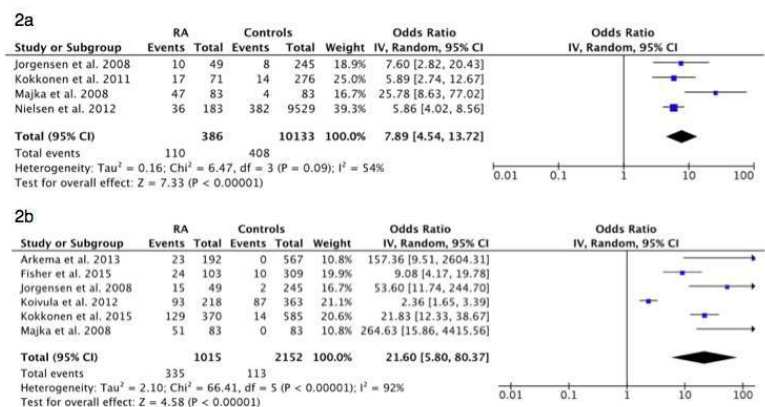 2a
RA Controls Odds Ratio Odds Ratio
Study or Subgroup Events Total Events Total Weight IV, Random, 95% CI IV, Random, 95% CI
Jorgensen et al. 2008 10 49 8 245 18.9% 7.60 [2.82, 20.43]
Kokkonen et al. 2011 17 71 14 276 25.0% 5.89 [2.74, 12.67]
Majka et al. 2008 47 83 4 83 16.7% 25.78 [8.63, 77.02]
Nielsen et al. 2012 36 183 382 9529 39.3% 5.86 [4.02, 8.56]
Total (95% CI) 386 10133 100.0% 7.89 [4.54, 13.72]
Total events 110 408
Heterogeneity: Tau² = 0.16; Chi² = 6.47, df = 3 (P = 0.09); I² = 54%
Test for overall effect: Z = 7.33 (P < 0.00001)
0.01 0.1 1 10 100
2b
RA Controls Odds Ratio Odds Ratio
Study or Subgroup Events Total Events Total Weight IV, Random, 95% CI IV, Random, 95% CI
Arkema et al. 2013 23 192 0 567 10.8% 157.36 [9.51, 2604.31]
Fisher et al. 2015 24 103 10 309 19.9% 9.08 [4.17, 19.78]
Jorgensen et al. 2008 15 49 2 245 16.7% 53.60 [11.74, 244.70]
Koivula et al. 2012 93 218 87 363 21.1% 2.36 [1.65, 3.39]
Kokkonen et al. 2015 129 370 14 585 20.6% 21.83 [12.33, 38.67]
Majka et al. 2008 51 83 0 83 10.8% 264.63 [15.86, 4415.56]
Total (95% CI) 1015 2152 100.0% 21.60 [5.80, 80.37]
Total events 335 113
Heterogeneity: Tau² = 2.10; Chi² = 66.41, df = 5 (P < 0.00001); I² = 92%
Test for overall effect: Z = 4.58 (P < 0.00001)
0.01 0.1 1 10 100